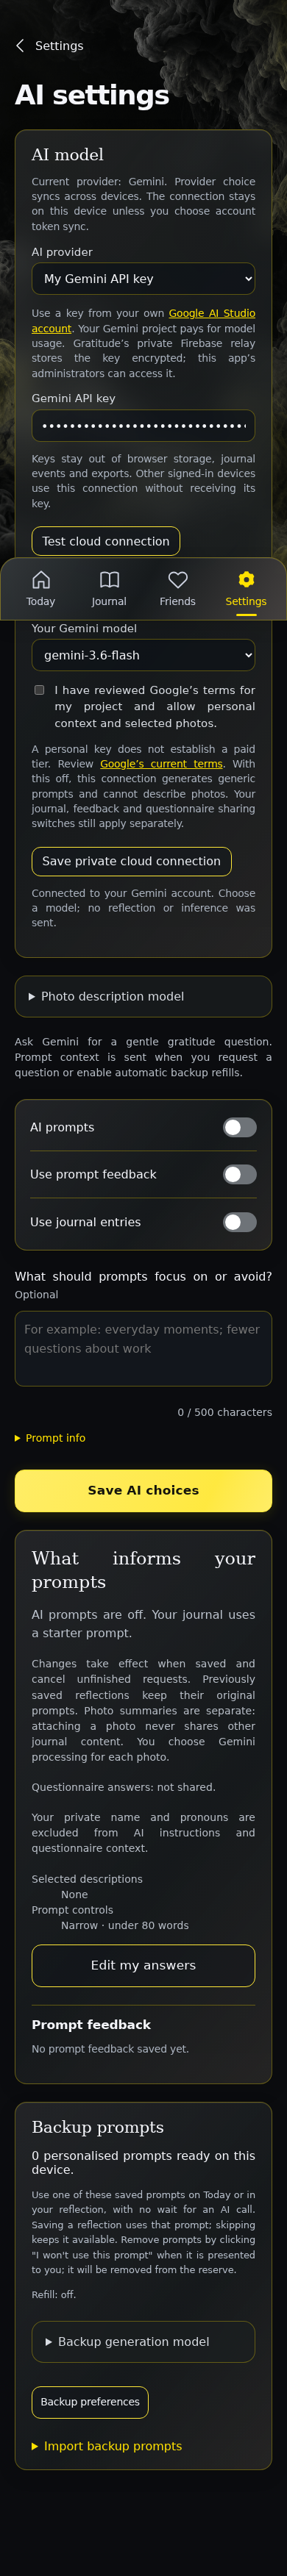 Settings
AI settings
AI model
Current provider: Gemini. Provider choice
syncs across devices. The connection stays
on this device unless you choose account
token sync.
AI provider
My Gemini API key
Use a key from your own Google AI Studio
account. Your Gemini project pays for model
usage. Gratitude’s private Firebase relay
stores the key encrypted; this app’s
administrators can access it.
Gemini API key
Keys stay out of browser storage, journal
events and exports. Other signed-in devices
use this connection without receiving its
key.
Test cloud connection
Today
Journal
Friends
Settings
Your Gemini model
gemini-3.6-flash
I have reviewed Google’s terms for
my project and allow personal
context and selected photos.
A personal key does not establish a paid
tier. Review Google’s current terms. With
this off, this connection generates generic
prompts and cannot describe photos. Your
journal, feedback and questionnaire sharing
switches still apply separately.
Save private cloud connection
Connected to your Gemini account. Choose
a model; no reflection or inference was
sent.
Photo description model
Ask Gemini for a gentle gratitude question.
Prompt context is sent when you request a
question or enable automatic backup refills.
AI prompts
Use prompt feedback
Use journal entries
What should prompts focus on or avoid?
Optional
For example: everyday moments; fewer
questions about work
0 / 500 characters
Prompt info
Save AI choices
What informs your
prompts
AI prompts are off. Your journal uses
a starter prompt.
Changes take effect when saved and
cancel unfinished requests. Previously
saved reflections keep their original
prompts. Photo summaries are separate:
attaching a photo never shares other
journal content. You choose Gemini
processing for each photo.
Questionnaire answers: not shared.
Your private name and pronouns are
excluded from AI instructions and
questionnaire context.
Selected descriptions
None
Prompt controls
Narrow · under 80 words
Edit my answers
Prompt feedback
No prompt feedback saved yet.
Backup prompts
0 personalised prompts ready on this
device.
Use one of these saved prompts on Today or in
your reflection, with no wait for an AI call.
Saving a reflection uses that prompt; skipping
keeps it available. Remove prompts by clicking
"I won't use this prompt" when it is presented
to you; it will be removed from the reserve.
Refill: off.
Backup generation model
Backup preferences
Import backup prompts